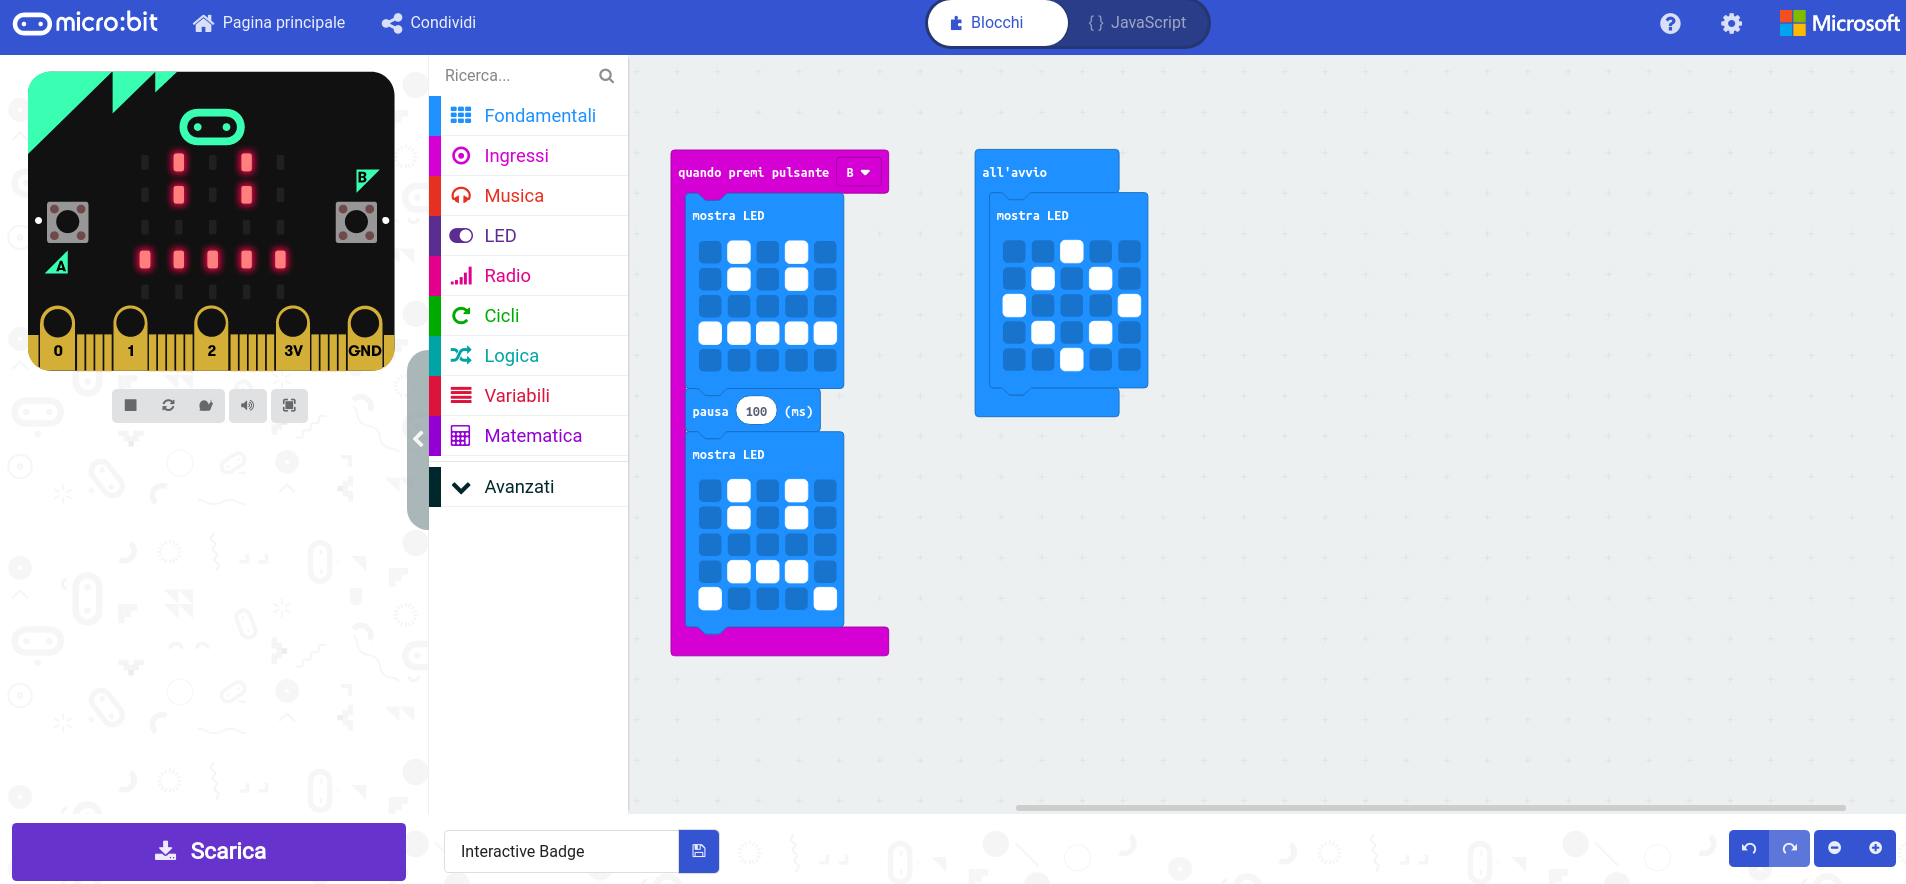 micro:bit
Pagina principale
Condividi
Blocchi
{ } JavaScript
?
Microsoft
B
A
0 1 2 3V GND
Ricerca...
Fondamentali
Ingressi
Musica
LED
Radio
Cicli
Logica
Variabili
Matematica
Avanzati
quando premi pulsante B
mostra LED
pausa 100 (ms)
mostra LED
all'avvio
mostra LED
Scarica
Interactive Badge